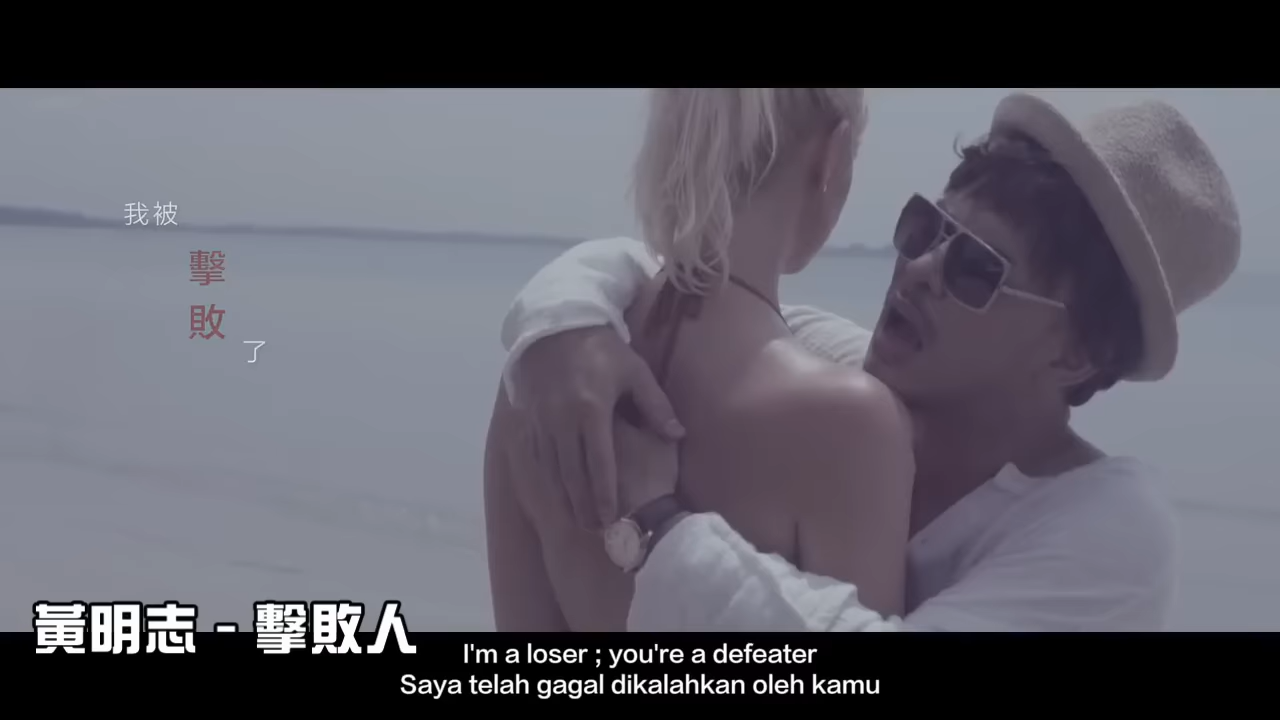 我被
擊
敗
了
黃明志 - 擊敗人
I'm a loser ; you're a defeater
Saya telah gagal dikalahkan oleh kamu